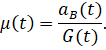 μ(t) = a_B(t) / G(t).